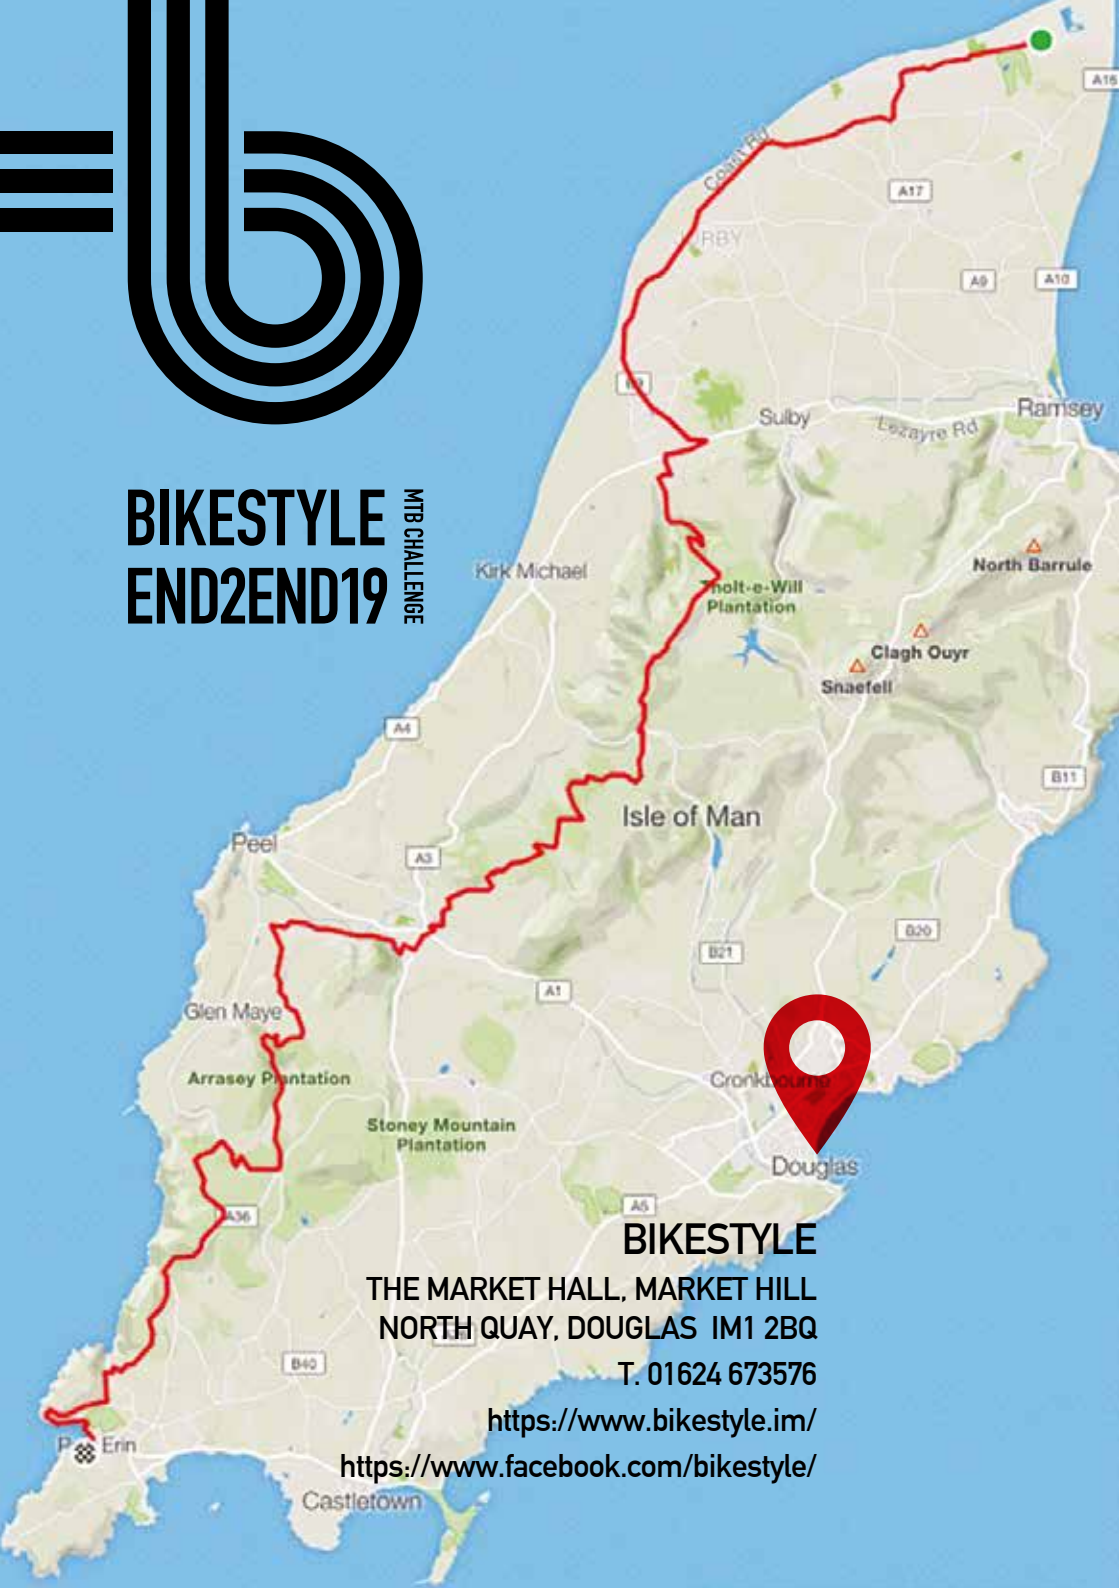 A16
Coast Rd
A17
RBY
A9
A10
Sulby
Lezayre Rd
Ramsey
BIKESTYLE
END2END19
MTB CHALLENGE
Kirk Michael
North Barrule
Tholt-e-Will
Plantation
Clagh Ouyr
Snaefell
A4
B11
Isle of Man
Peel
A3
B20
B21
A1
Glen Maye
Arrasey Plantation
Cronkbourne
Stoney Mountain
Plantation
Douglas
A5
A36
BIKESTYLE
THE MARKET HALL, MARKET HILL
NORTH QUAY, DOUGLAS IM1 2BQ
T. 01624 673576
B40
https://www.bikestyle.im/
P Erin
https://www.facebook.com/bikestyle/
Castletown